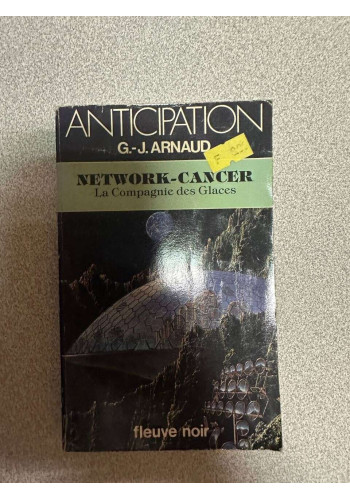 ANTICIPATION
G.-J. ARNAUD
NETWORK-CANCER
La Compagnie des Glaces
fleuve noir